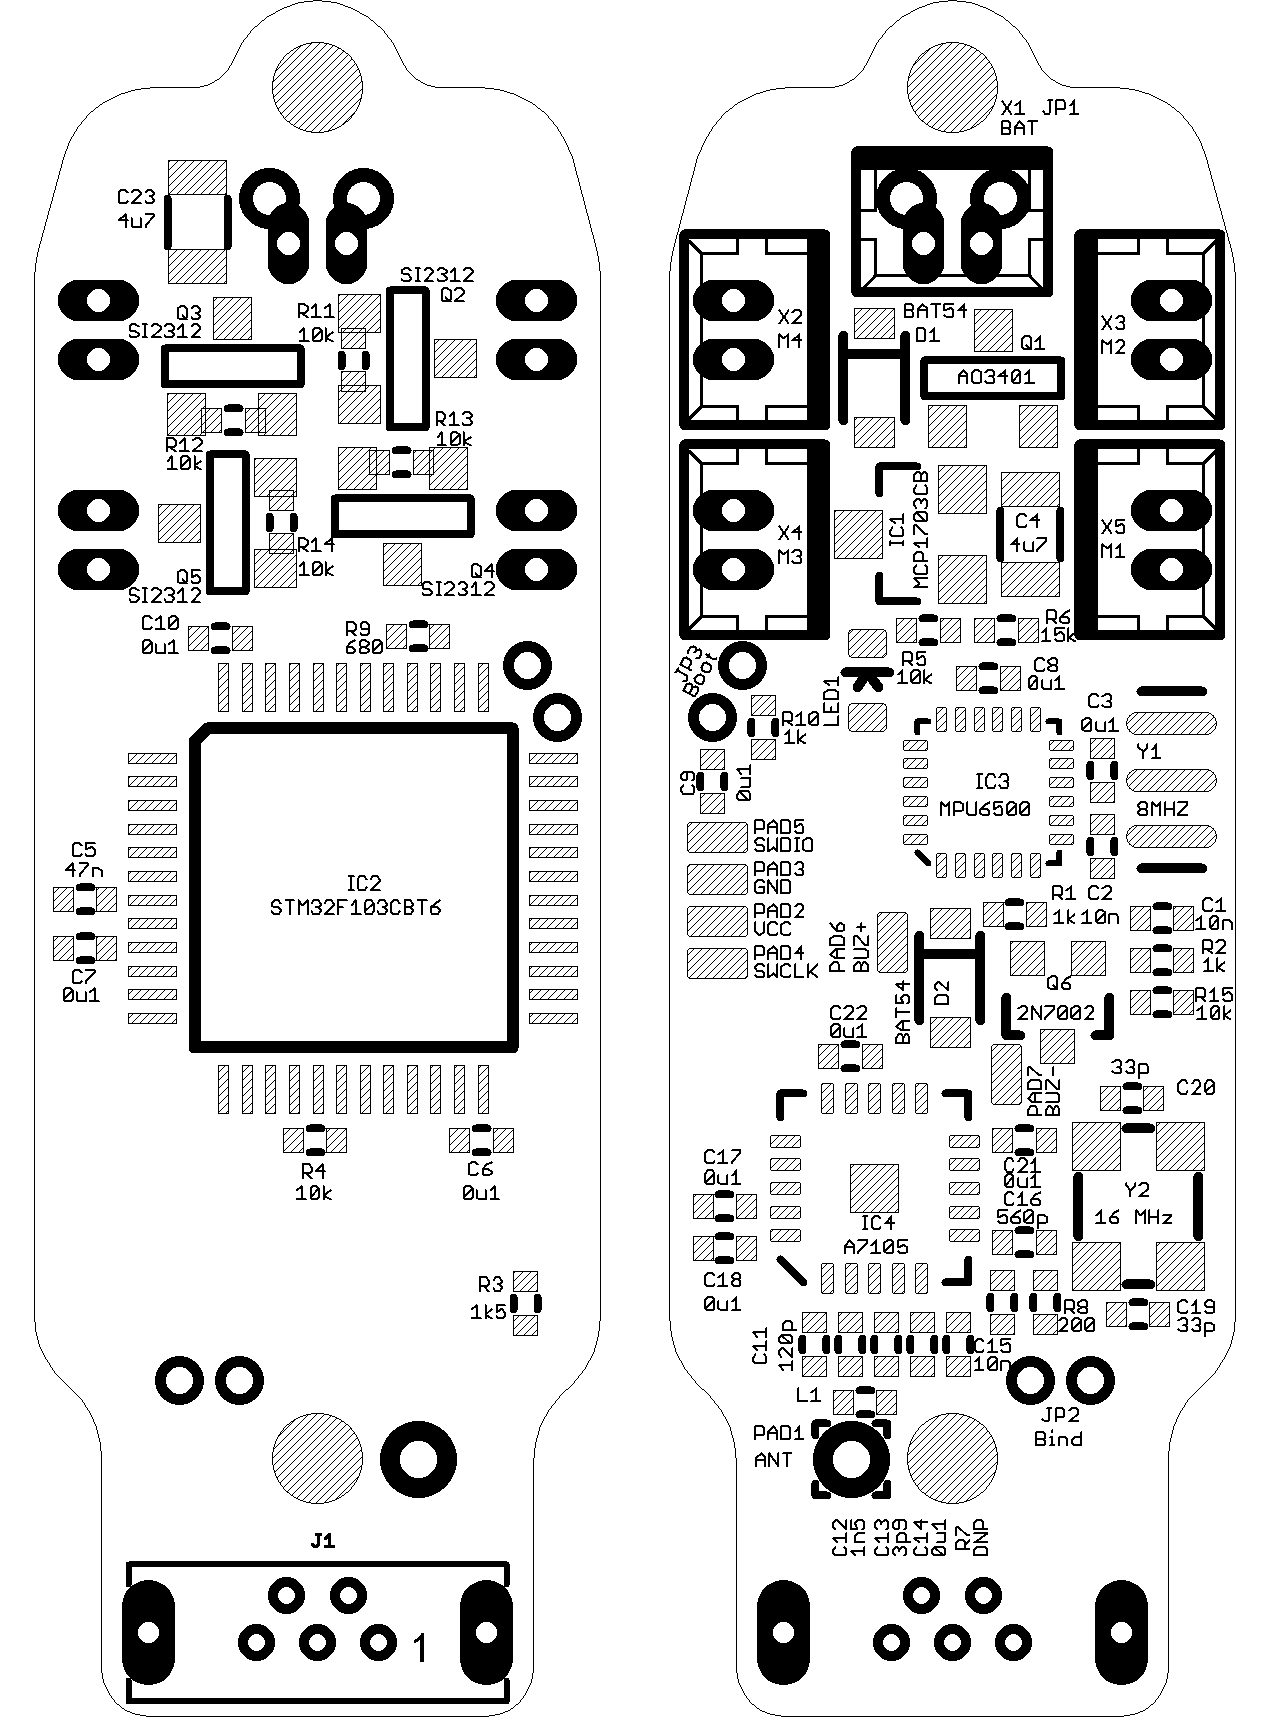 C23
4u7
SI2312
Q2
Q3
SI2312
R11
10k
R13
10k
R12
10k
R14
10k
Q5
SI2312
Q4
SI2312
C10
0u1
R9
680
C5
47n
C7
0u1
IC2
STM32F103CBT6
R4
10k
C6
0u1
R3
1k5
J1
1
X1 JP1
BAT
X2
M4
BAT54
D1
Q1
AO3401
X3
M2
X4
M3
IC1
MCP1703CB
C4
4u7
X5
M1
JP3
Boot
R5
10k
R6
15k
LED1
C8
0u1
R10
1k
C9
0u1
C3
0u1
Y1
8MHZ
IC3
MPU6500
PAD5
SWDIO
PAD3
GND
PAD2
VCC
PAD4
SWCLK
PAD6
BUZ+
BAT54
D2
R1
1k
C2
10n
C1
10n
R2
1k
R15
10k
Q6
2N7002
C22
0u1
PAD7
BUZ-
33p
C20
C17
0u1
C21
0u1
C16
560p
Y2
16 MHz
IC4
A7105
C18
0u1
R8
200
C19
33p
C11
120p
C15
10n
L1
PAD1
ANT
JP2
Bind
C12
1n5
C13
3p9
C14
0u1
R7
DNP